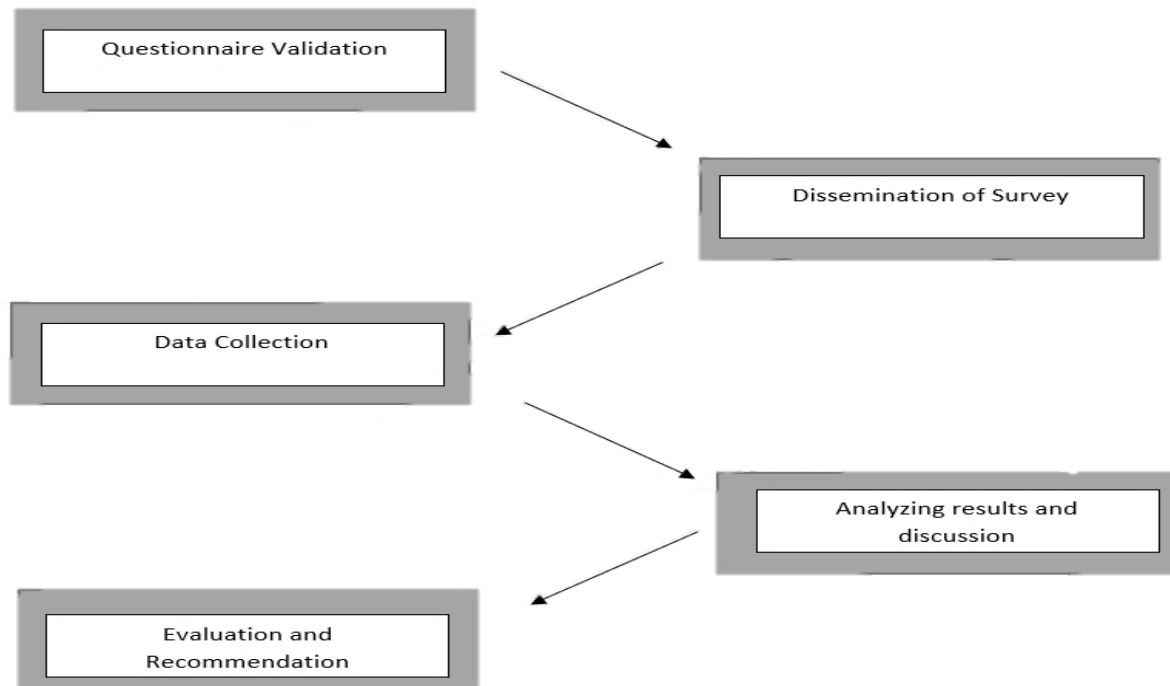 Questionnaire Validation
Dissemination of Survey
Data Collection
Analyzing results and
discussion
Evaluation and
Recommendation